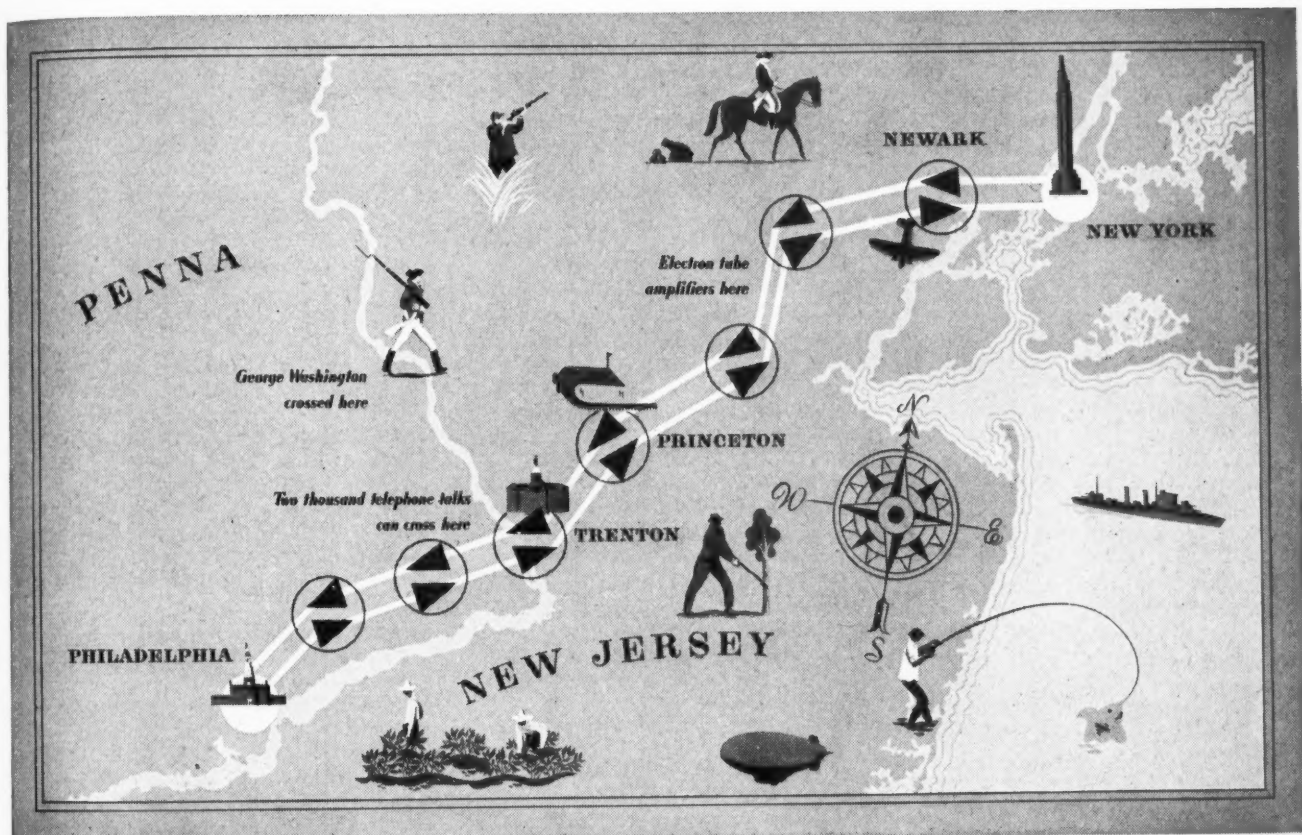 NEWARK
NEW YORK
PENNA
Electron tube
amplifiers here
George Washington
crossed here
PRINCETON
N
W
E
S
Two thousand telephone talks
can cross here
TRENTON
PHILADELPHIA
NEW JERSEY